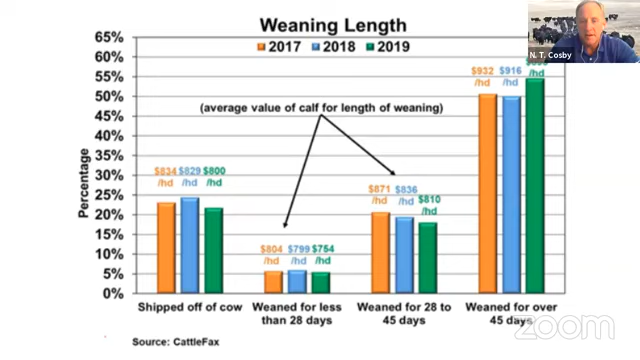 Weaning Length
2017 2018 2019
65%
60%
55%
50%
45%
40%
35%
30%
25%
20%
15%
10%
5%
0%
Percentage
(average value of calf for length of weaning)
$834 /hd
$829 /hd
$800 /hd
$804 /hd
$799 /hd
$754 /hd
$871 /hd
$836 /hd
$810 /hd
$932 /hd
$916 /hd
/hd
Shipped off of cow
Weaned for less than 28 days
Weaned for 28 to 45 days
Weaned for over 45 days
Source: CattleFax
N. T. Cosby
zoom